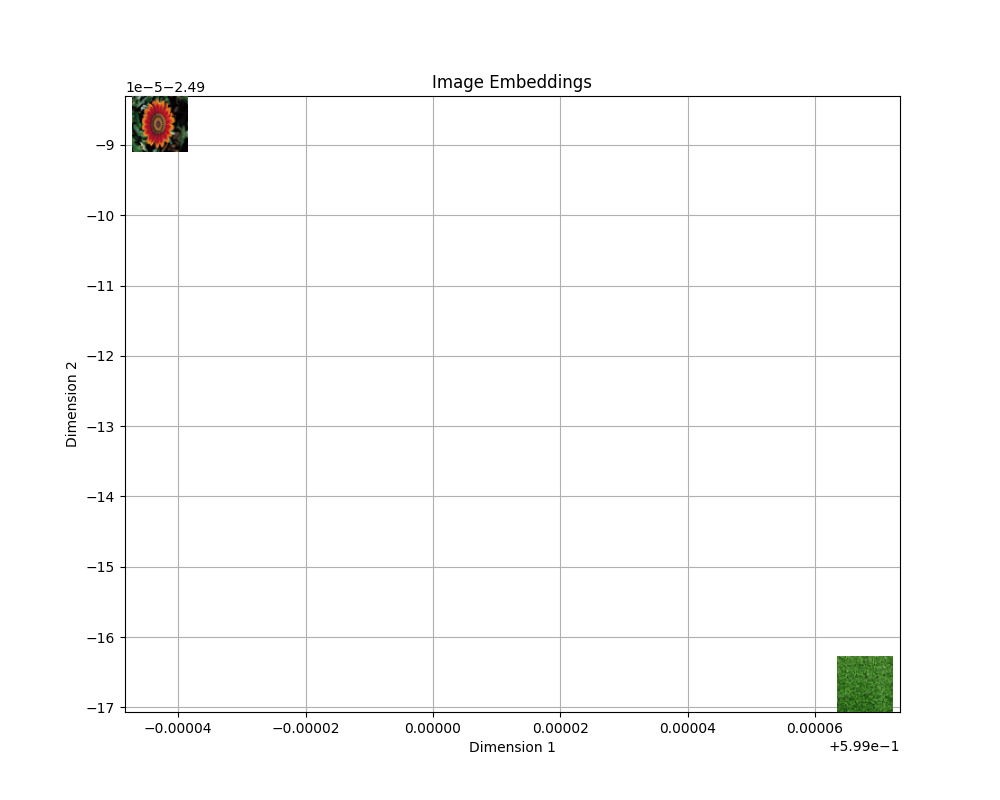 Image Embeddings
1e−5−2.49
−9
−10
−11
−12
−13
−14
−15
−16
−17
Dimension 2
−0.00004 −0.00002 0.00000 0.00002 0.00004 0.00006
Dimension 1
+5.99e−1